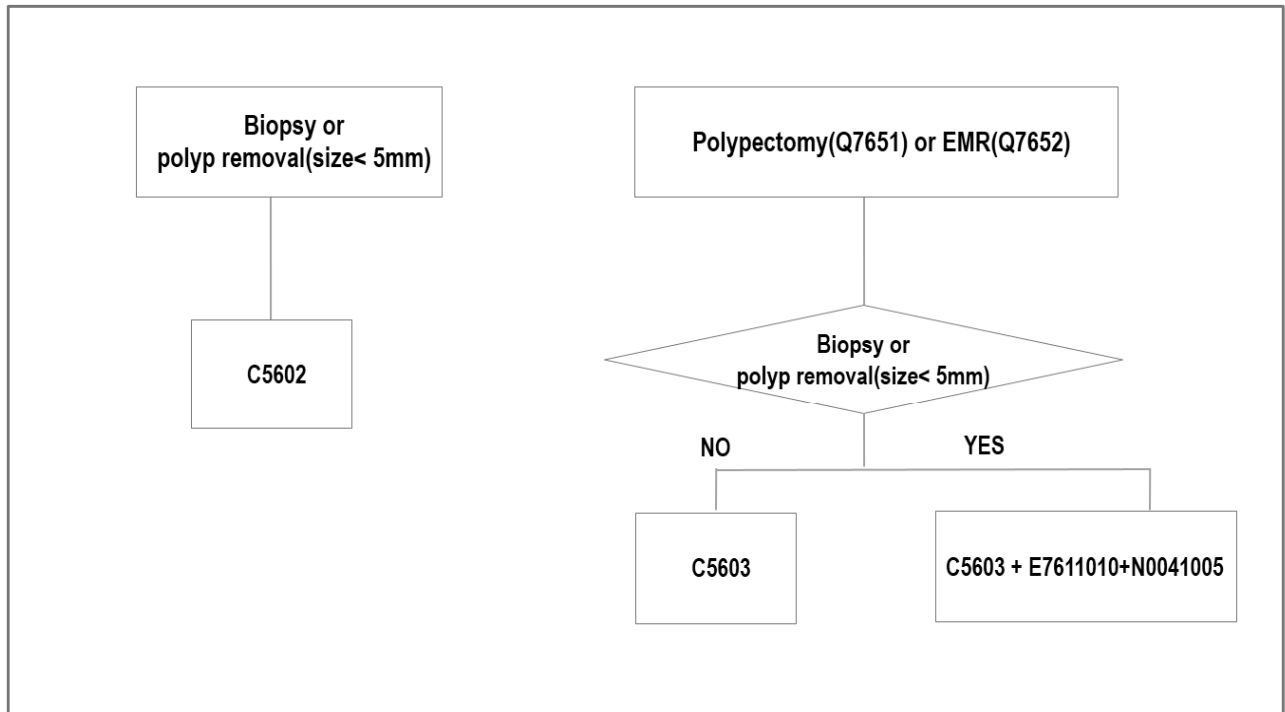 Biopsy or
polyp removal(size< 5mm)
C5602
Polypectomy(Q7651) or EMR(Q7652)
Biopsy or
polyp removal(size< 5mm)
NO
YES
C5603
C5603 + E7611010+N0041005